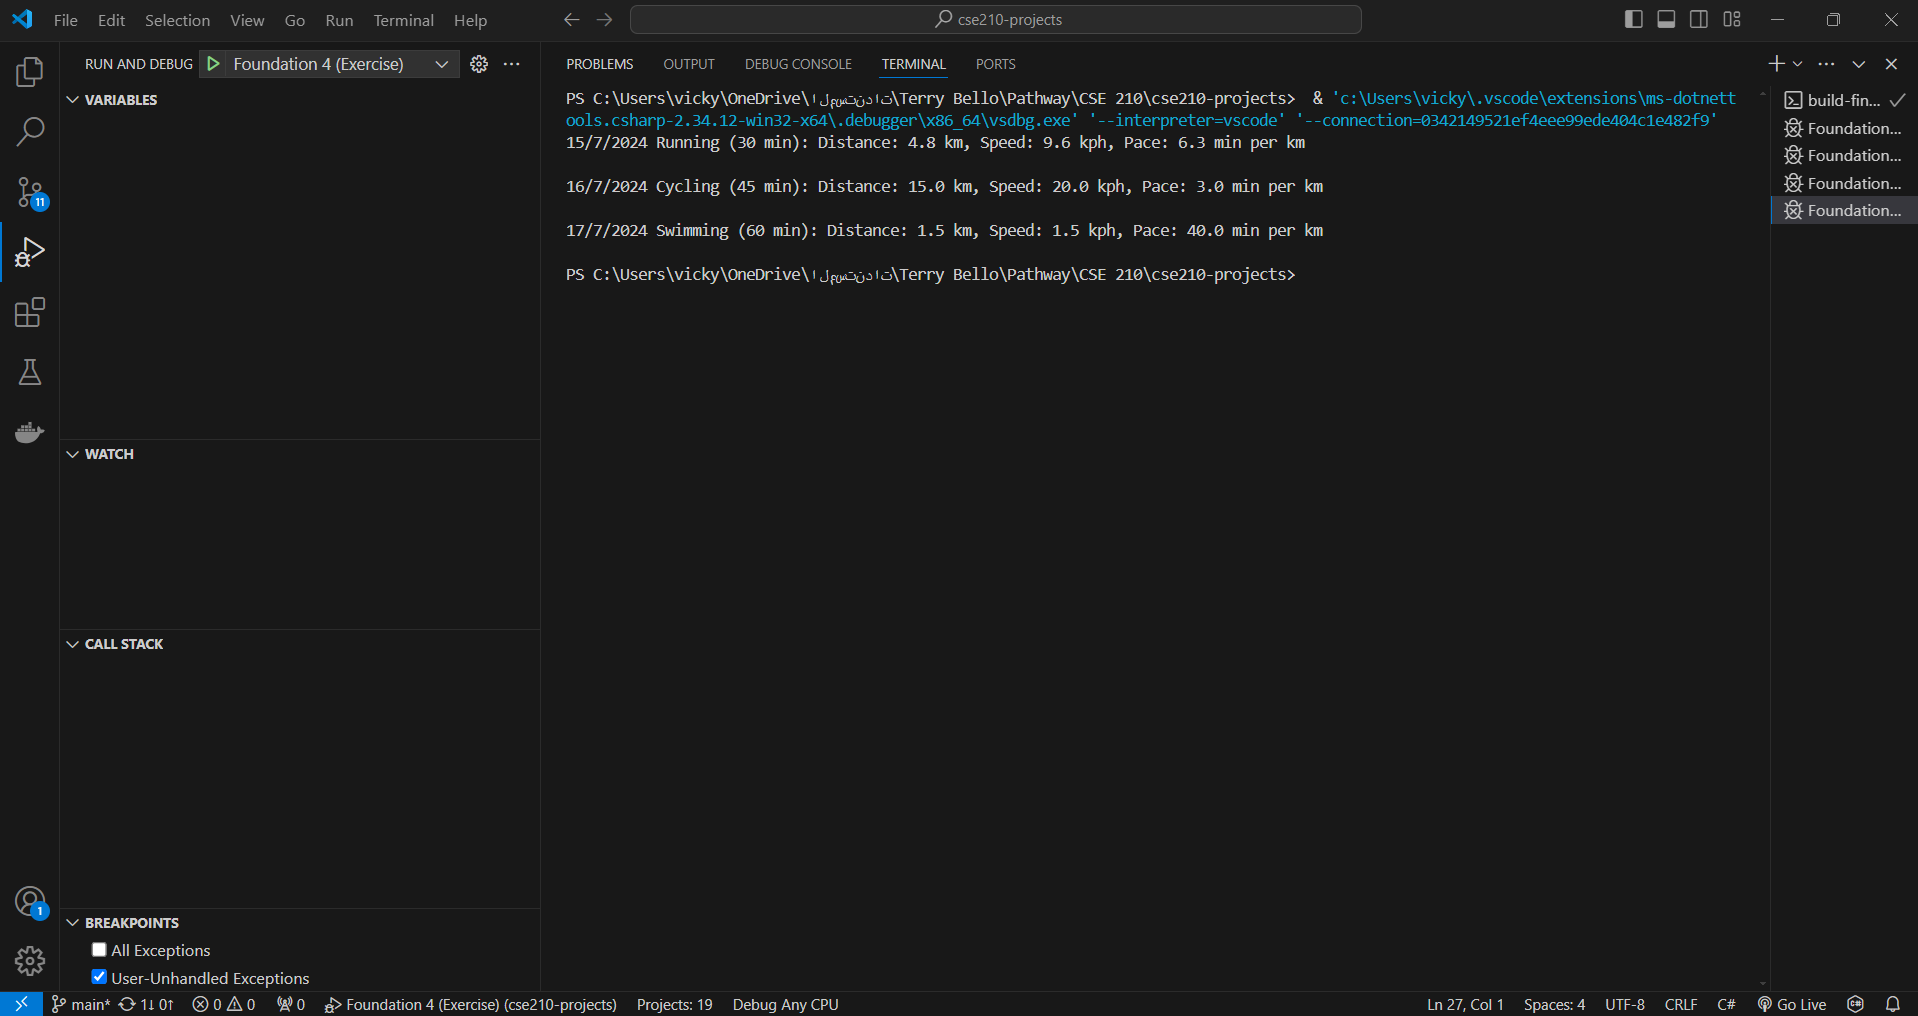 File Edit Selection View Go Run Terminal Help
cse210-projects
RUN AND DEBUG Foundation 4 (Exercise)
VARIABLES
WATCH
CALL STACK
BREAKPOINTS
All Exceptions
User-Unhandled Exceptions
11
1
PROBLEMS OUTPUT DEBUG CONSOLE TERMINAL PORTS
PS C:\Users\vicky\OneDrive\المستندات\Terry Bello\Pathway\CSE 210\cse210-projects> & 'c:\Users\vicky\.vscode\extensions\ms-dotnett
ools.csharp-2.34.12-win32-x64\.debugger\x86_64\vsdbg.exe' '--interpreter=vscode' '--connection=0342149521ef4eee99ede404c1e482f9'
15/7/2024 Running (30 min): Distance: 4.8 km, Speed: 9.6 kph, Pace: 6.3 min per km
16/7/2024 Cycling (45 min): Distance: 15.0 km, Speed: 20.0 kph, Pace: 3.0 min per km
17/7/2024 Swimming (60 min): Distance: 1.5 km, Speed: 1.5 kph, Pace: 40.0 min per km
PS C:\Users\vicky\OneDrive\المستندات\Terry Bello\Pathway\CSE 210\cse210-projects>
build-fin...
Foundation...
Foundation...
Foundation...
Foundation...
main* 1↓ 0↑ 0 0 0 Foundation 4 (Exercise) (cse210-projects) Projects: 19 Debug Any CPU Ln 27, Col 1 Spaces: 4 UTF-8 CRLF C# Go Live